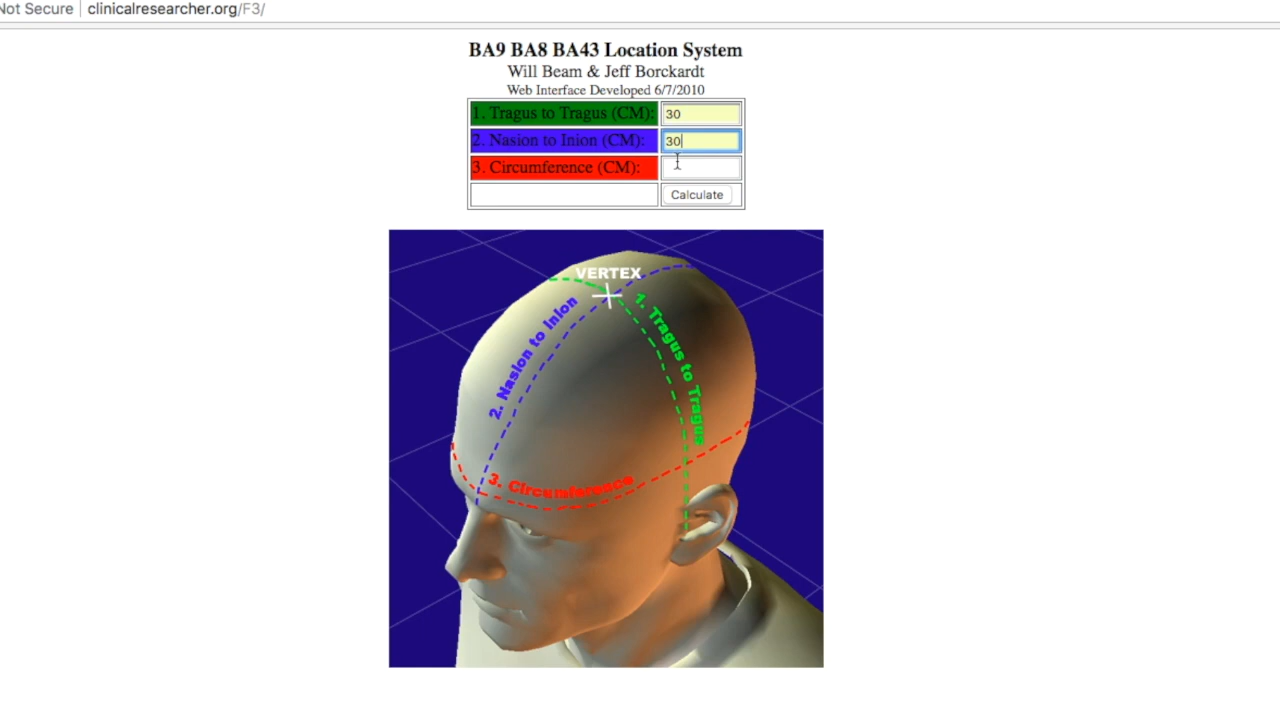 Not Secure clinicalresearcher.org/F3/
BA9 BA8 BA43 Location System
Will Beam & Jeff Borckardt
Web Interface Developed 6/7/2010
1. Tragus to Tragus (CM): 30
2. Nasion to Inion (CM): 30
3. Circumference (CM):
Calculate
VERTEX
1. Tragus to Tragus
2. Nasion to Inion
3. Circumference